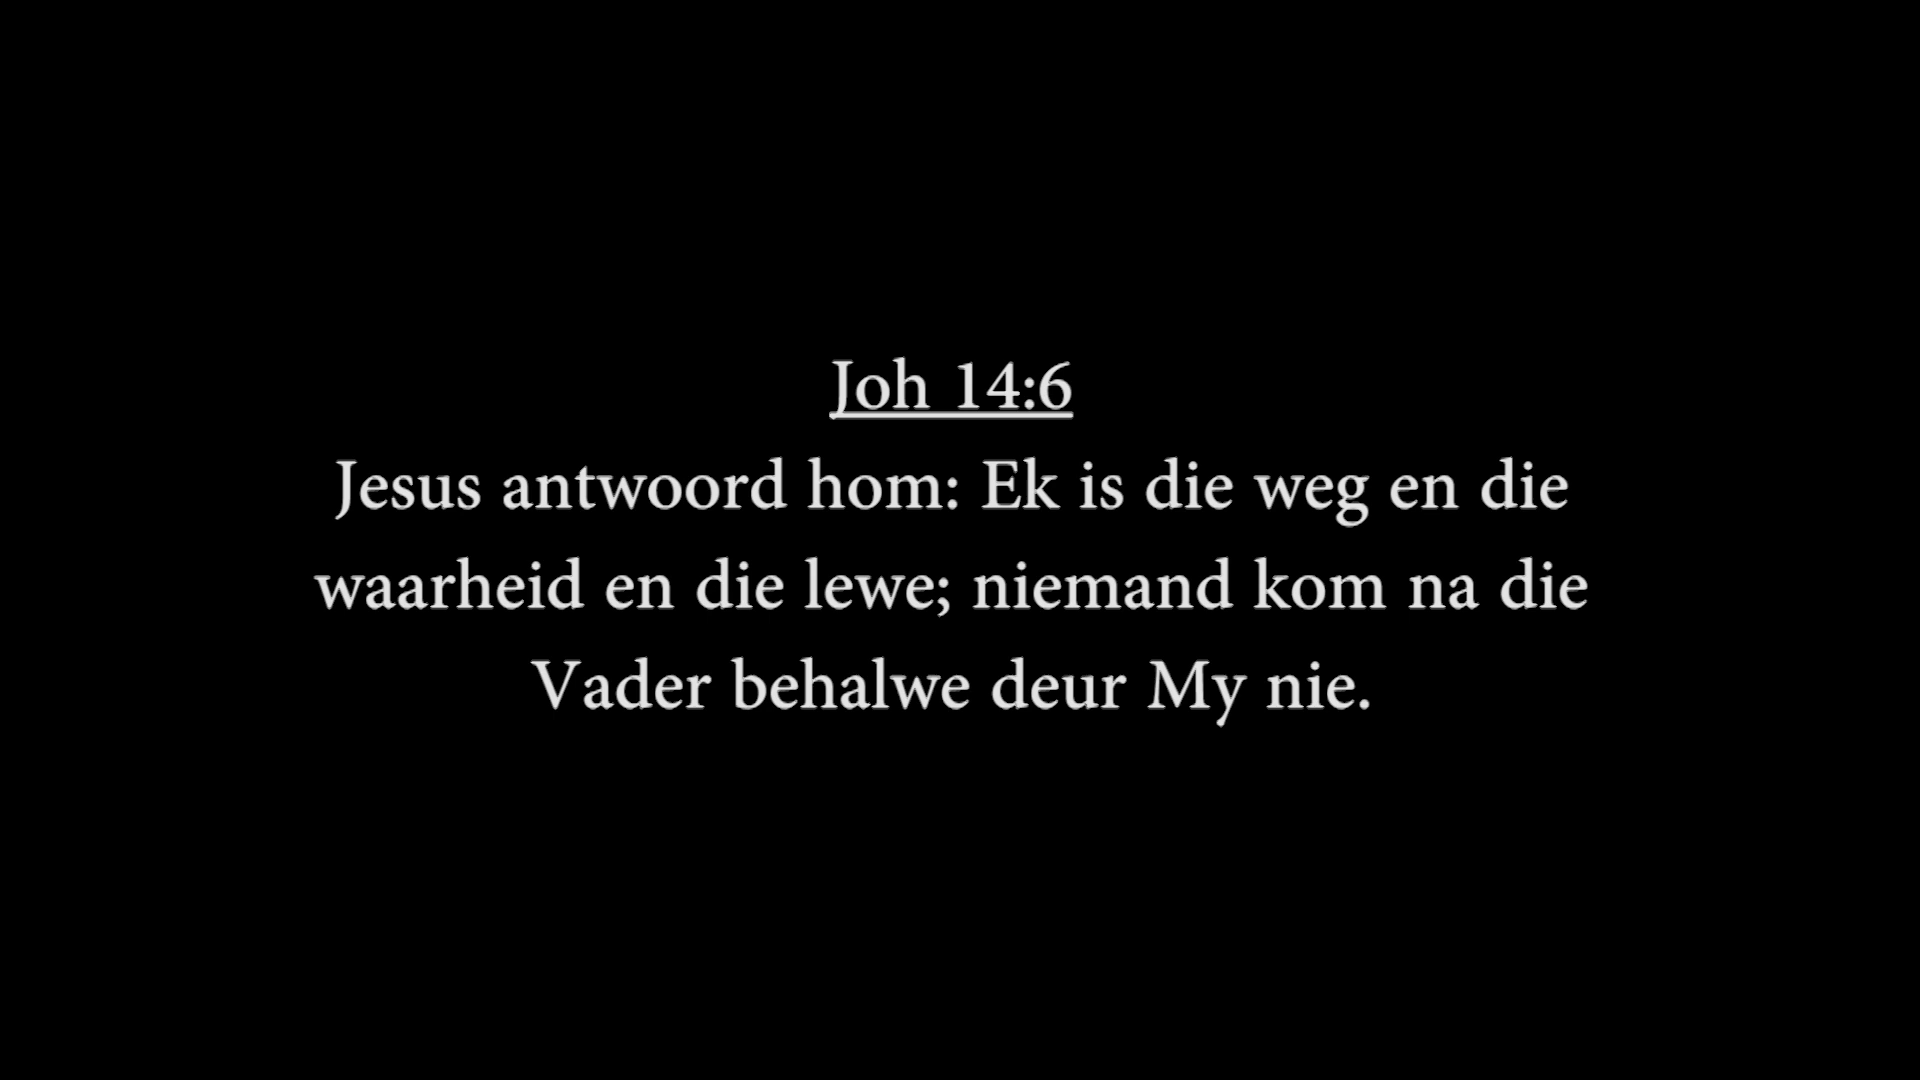 Joh 14:6
Jesus antwoord hom: Ek is die weg en die
waarheid en die lewe; niemand kom na die
Vader behalwe deur My nie.